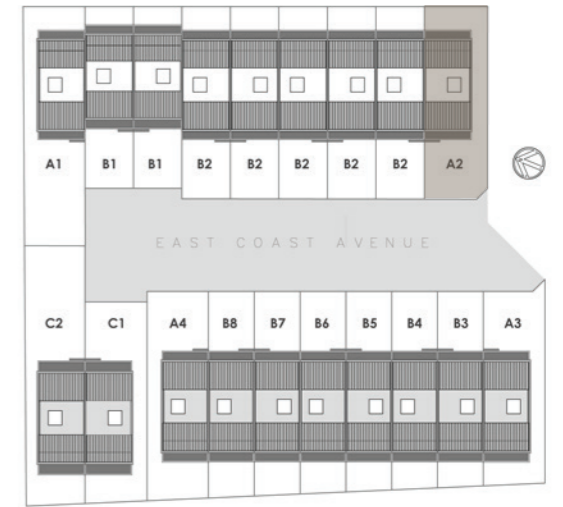 A1 B1 B1 B2 B2 B2 B2 B2 A2
EAST COAST AVENUE
C2 C1 A4 B8 B7 B6 B5 B4 B3 A3